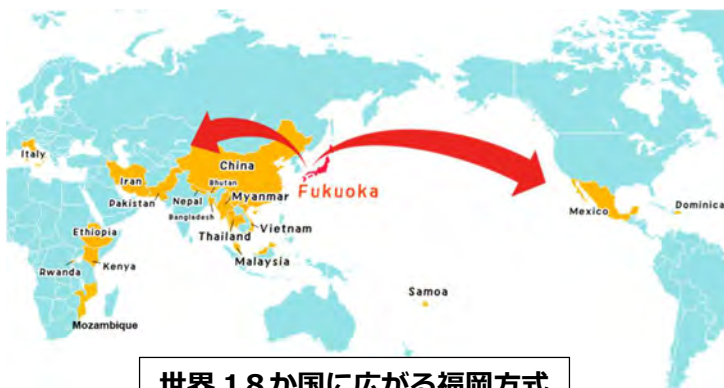 Italy
Iran
Pakistan
China
Bhutan
Nepal
Bangladesh
Myanmar
Thailand
Vietnam
Malaysia
Fukuoka
Ethiopia
Rwanda
Kenya
Mozambique
Samoa
Mexico
Dominica
世界18か国に広がる福岡方式